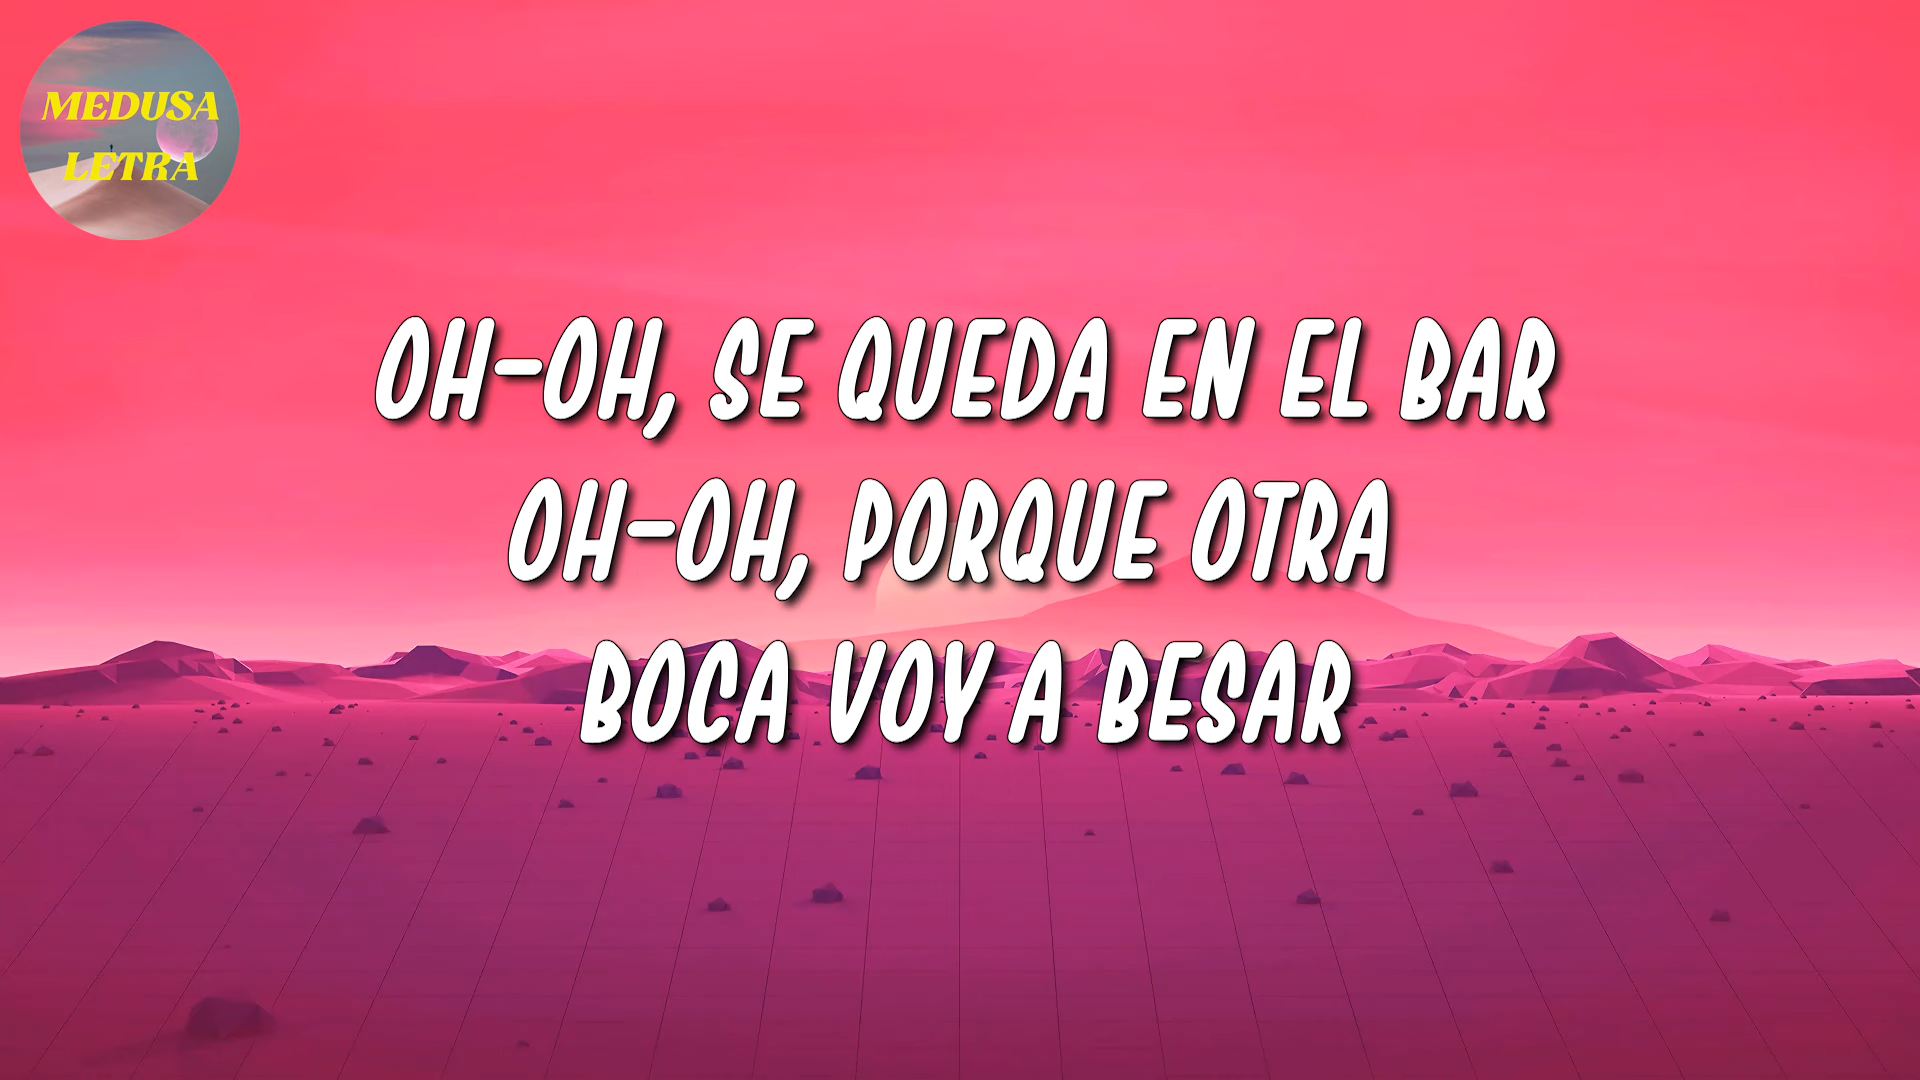 MEDUSA
LETRA
OH-OH, SE QUEDA EN EL BAR
OH-OH, PORQUE OTRA
BOCA VOY A BESAR